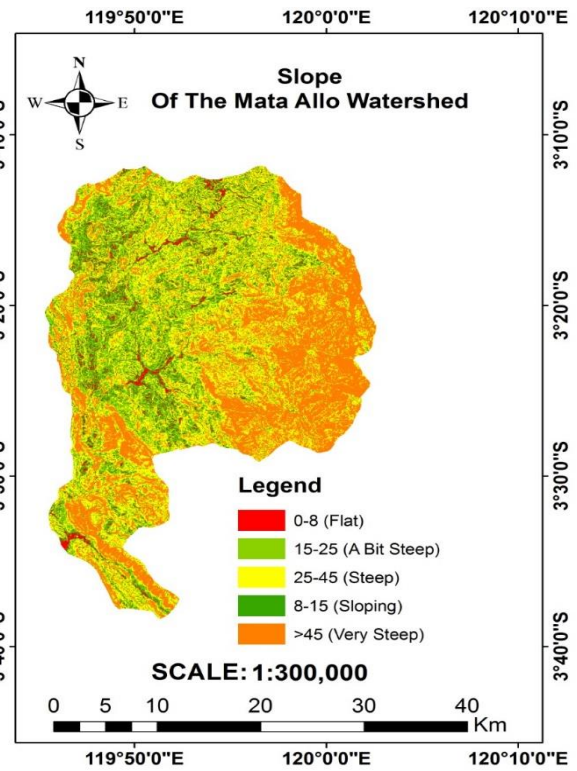 119°50'0"E 120°0'0"E 120°10'0"E
N
W E
S
Slope
Of The Mata Allo Watershed
3°10'0"S
3°20'0"S
3°30'0"S
3°40'0"S
Legend
0-8 (Flat)
15-25 (A Bit Steep)
25-45 (Steep)
8-15 (Sloping)
>45 (Very Steep)
SCALE: 1:300,000
0 5 10 20 30 40
Km
119°50'0"E 120°0'0"E 120°10'0"E